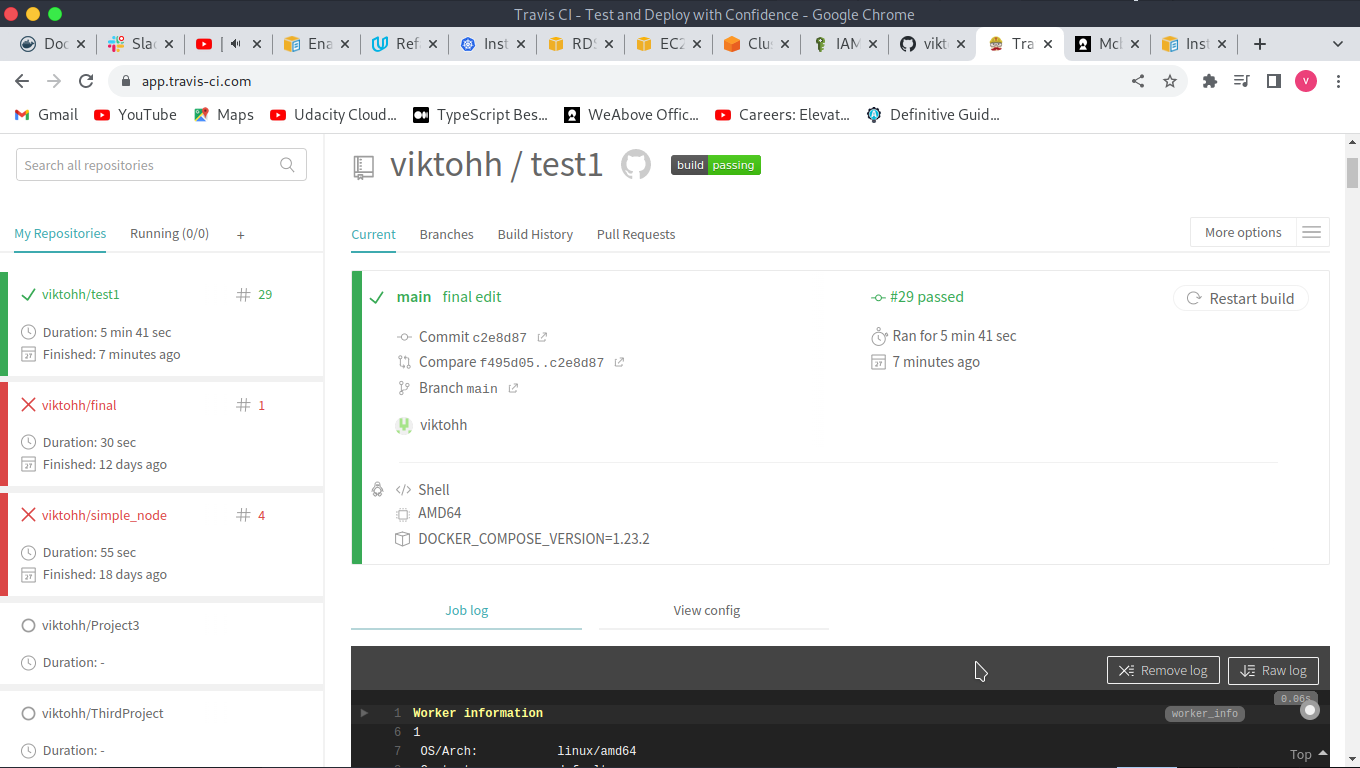 Travis CI - Test and Deploy with Confidence - Google Chrome
Doc Slac Ena Refa Inst RDS EC2 Clus IAM vikt Tra Mcl Inst
app.travis-ci.com
V
Gmail YouTube Maps Udacity Cloud... TypeScript Bes... WeAbove Offic... Careers: Elevat... Definitive Guid...
Search all repositories
viktohh / test1
build passing
My Repositories Running (0/0) +
Current Branches Build History Pull Requests
More options
viktohh/test1 # 29
Duration: 5 min 41 sec
Finished: 7 minutes ago
viktohh/final # 1
Duration: 30 sec
Finished: 12 days ago
viktohh/simple_node # 4
Duration: 55 sec
Finished: 18 days ago
viktohh/Project3
Duration: -
viktohh/ThirdProject
Duration: -
main final edit
#29 passed
Restart build
Commit c2e8d87
Ran for 5 min 41 sec
Compare f495d05..c2e8d87
7 minutes ago
Branch main
viktohh
Shell
AMD64
DOCKER_COMPOSE_VERSION=1.23.2
Job log View config
Remove log Raw log
0.06s
1 Worker information worker_info
6 1
7 OS/Arch: linux/amd64
Top